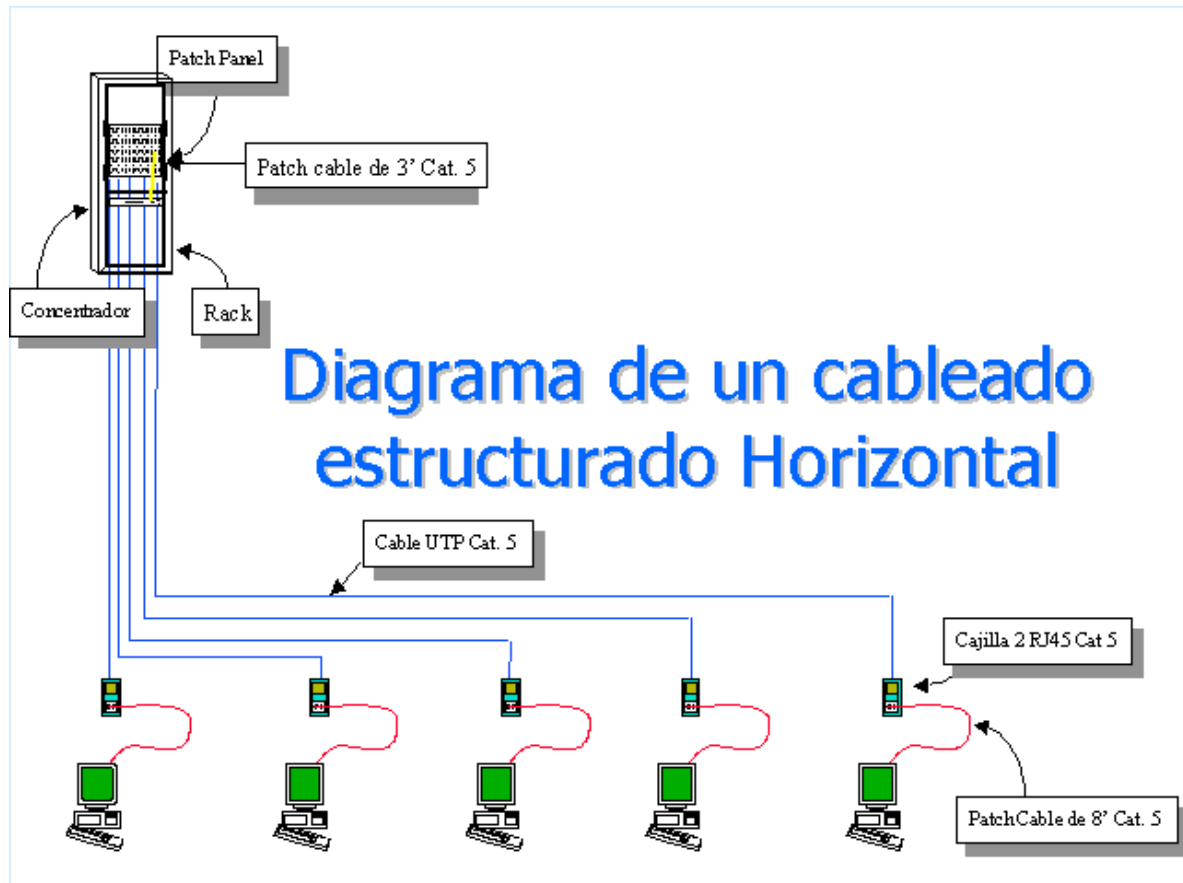 Patch Panel
Patch cable de 3' Cat. 5
Concentrador
Rack
Diagrama de un cableado
estructurado Horizontal
Cable UTP Cat. 5
Cajilla 2 RJ45 Cat 5
PatchCable de 8' Cat. 5